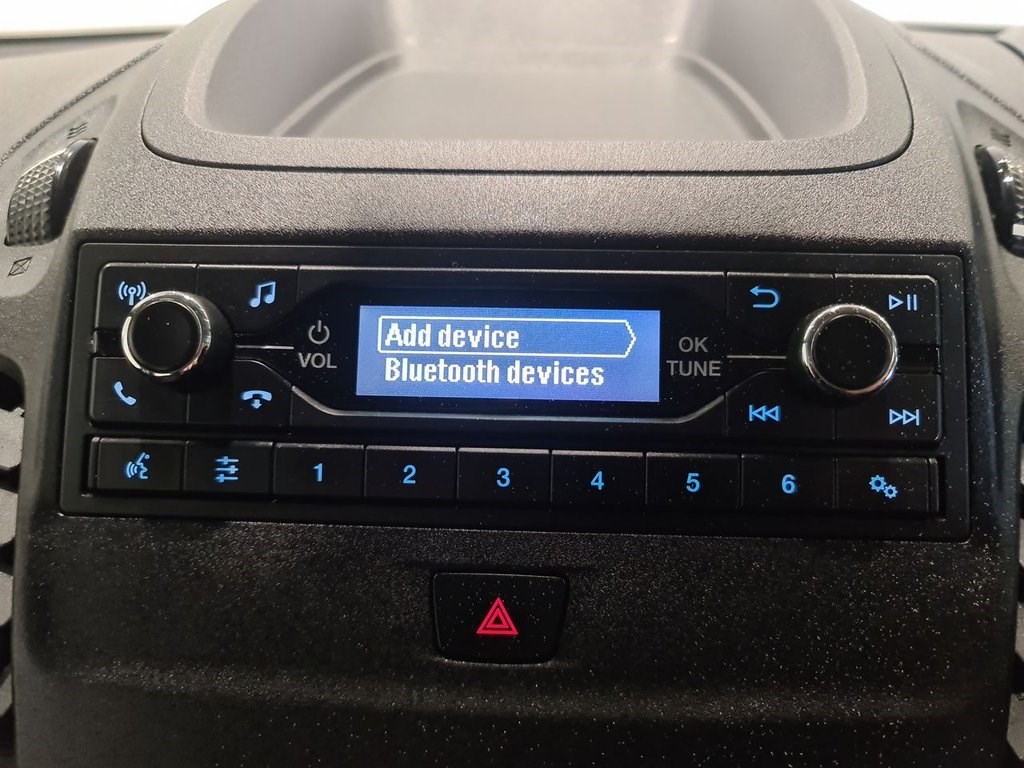 Add device
Bluetooth devices
VOL
OK
TUNE
1 2 3 4 5 6